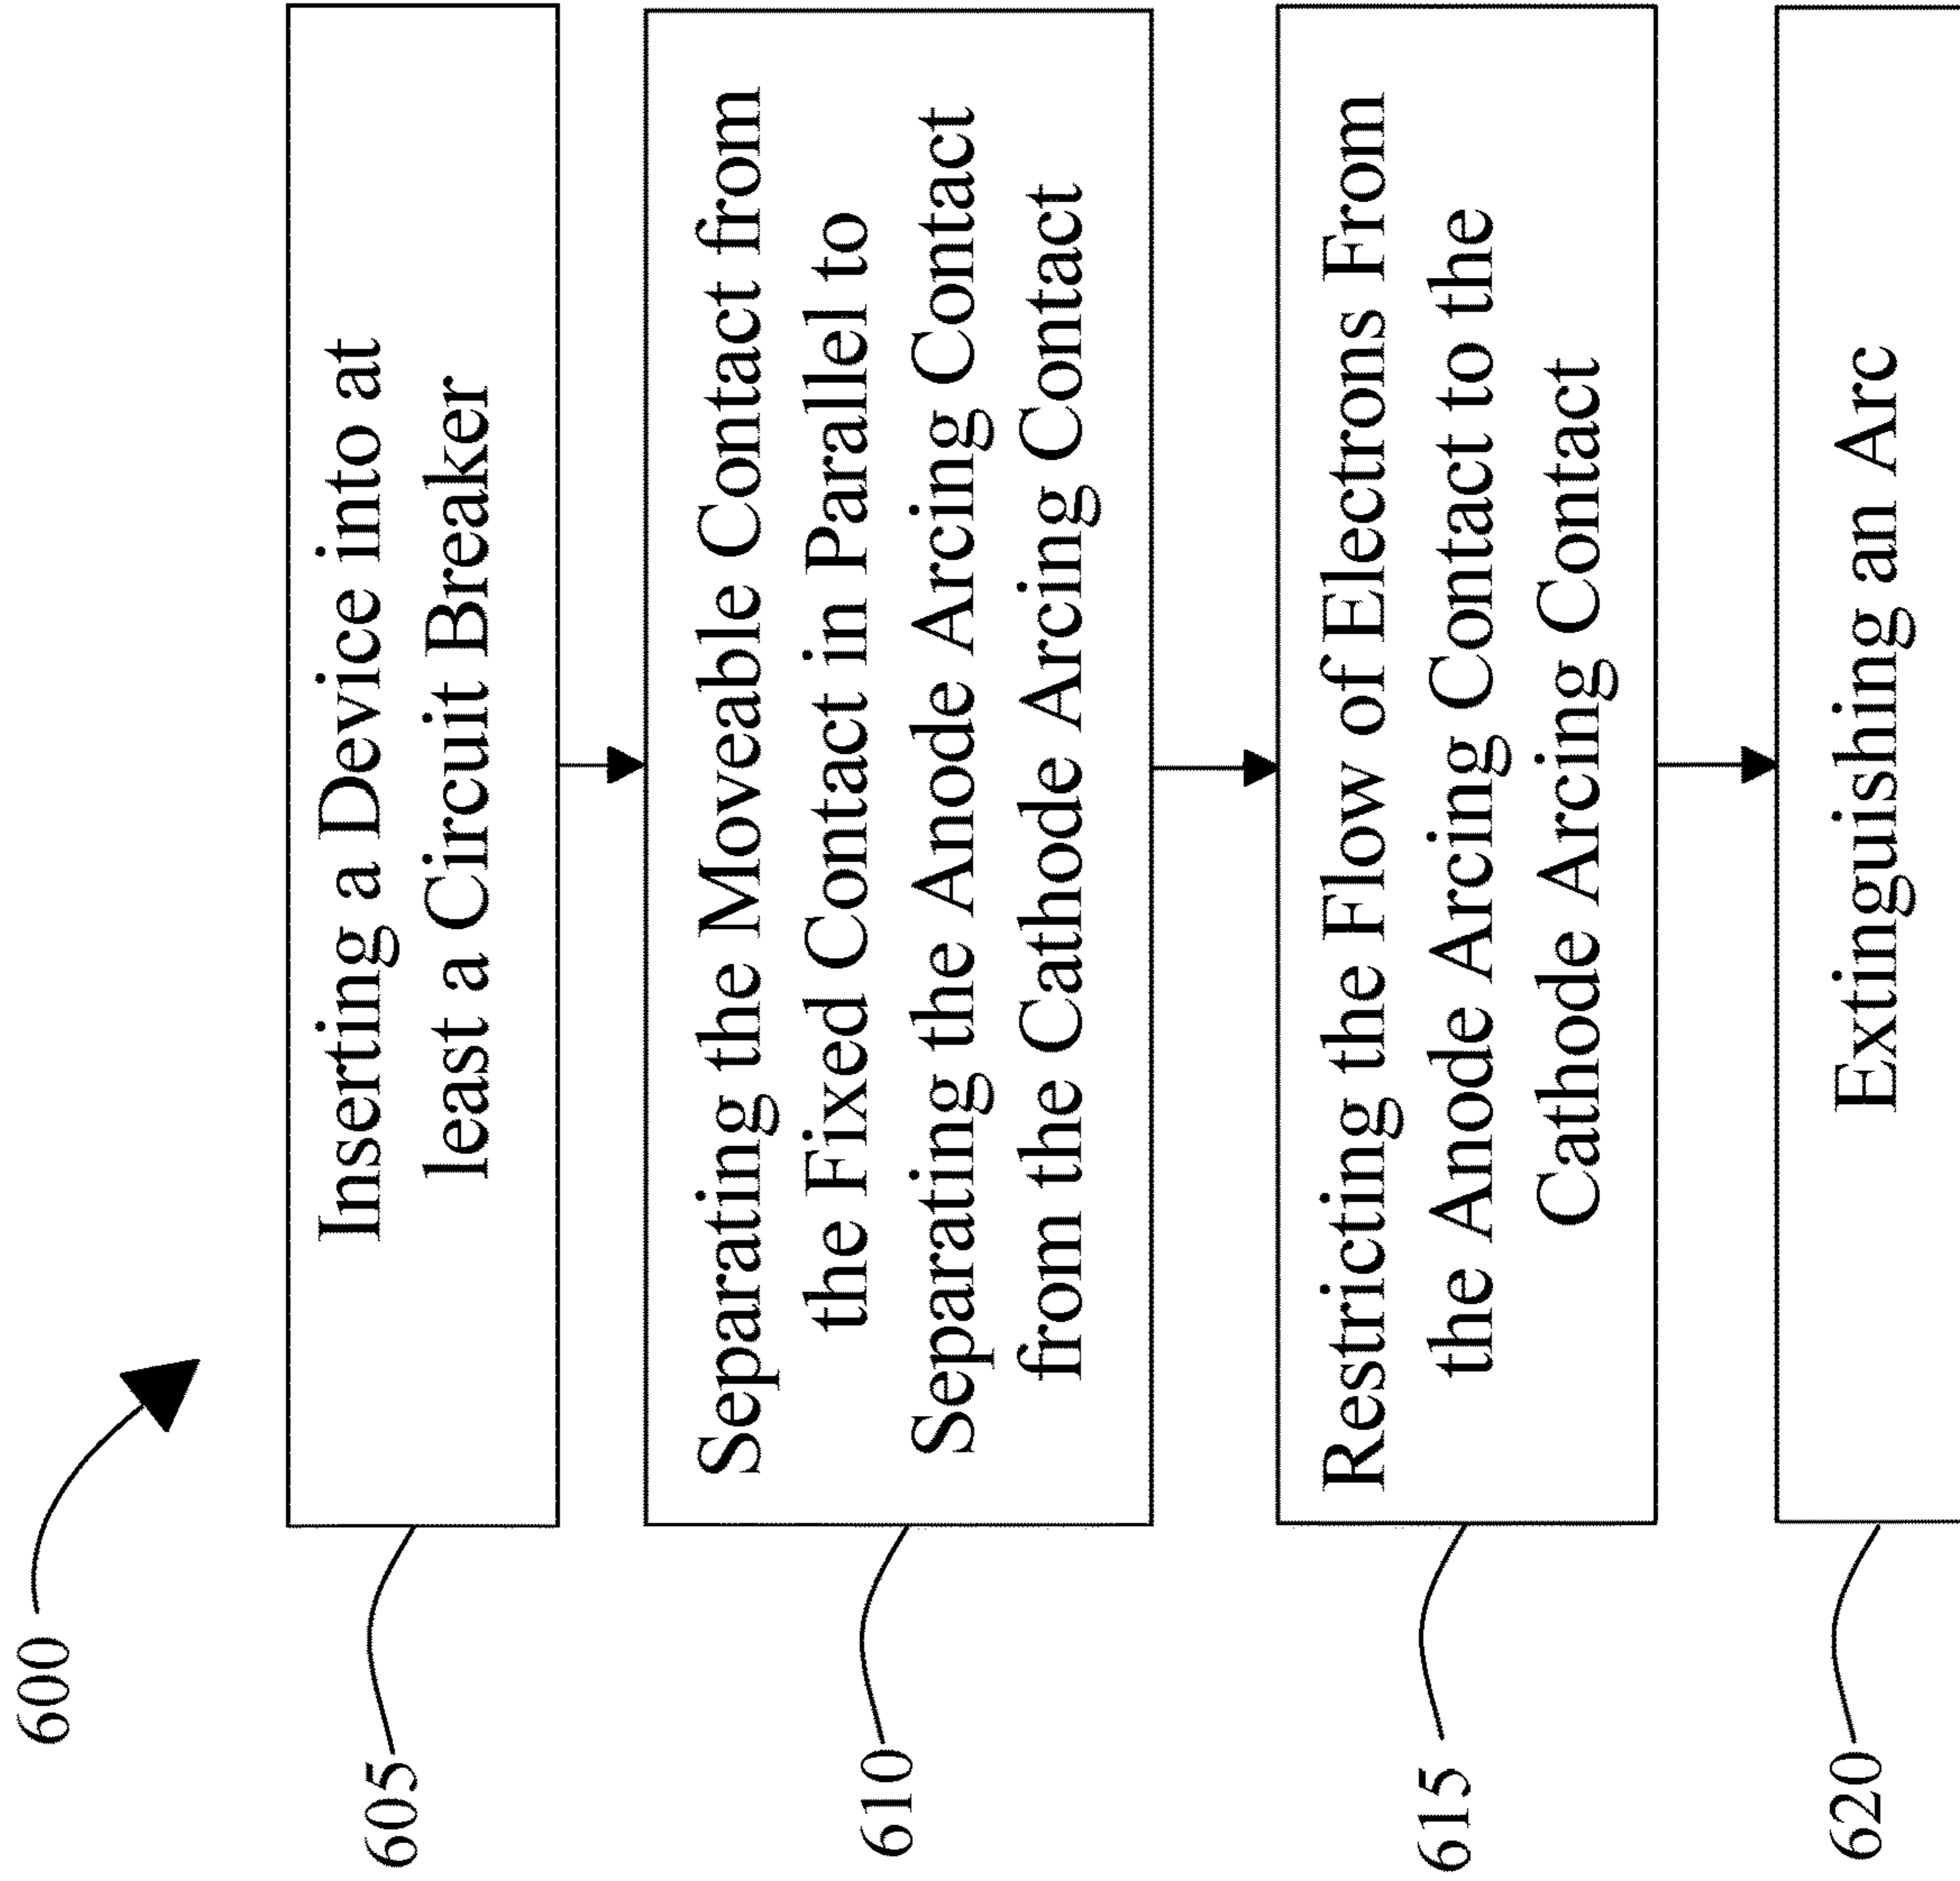 600
605
Inserting a Device into at
least a Circuit Breaker
610
Separating the Moveable Contact from
the Fixed Contact in Parallel to
Separating the Anode Arcing Contact
from the Cathode Arcing Contact
615
Restricting the Flow of Electrons From
the Anode Arcing Contact to the
Cathode Arcing Contact
620
Extinguishing an Arc